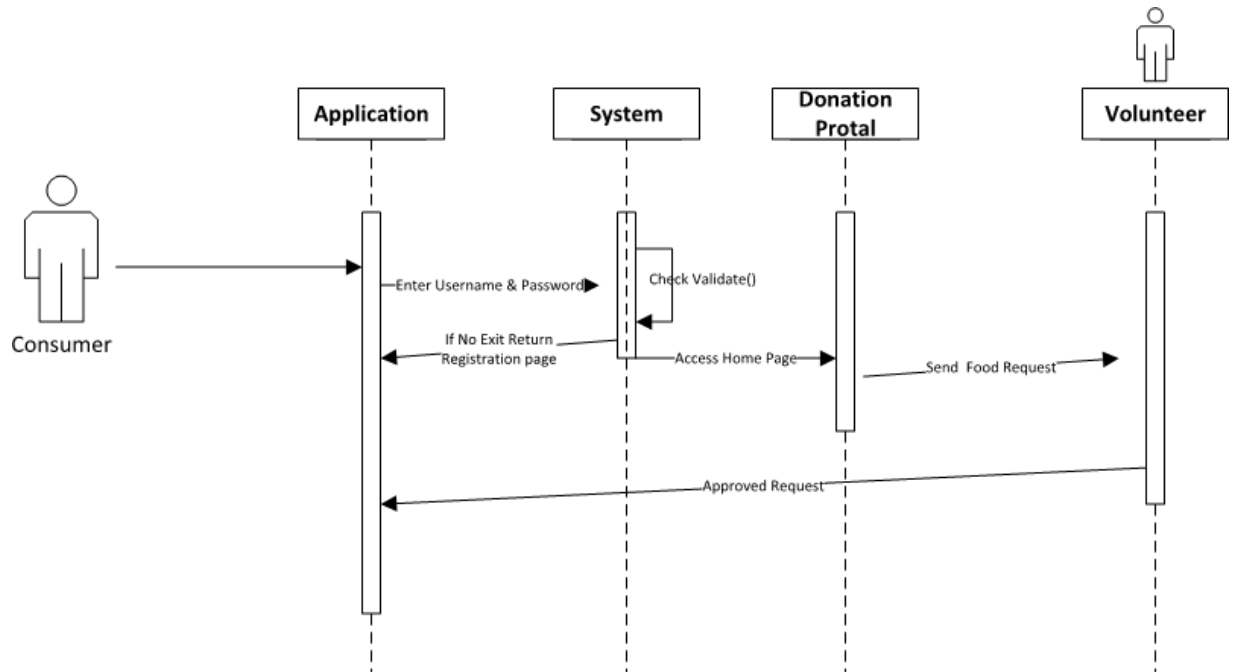 Application
System
Donation
Protal
Volunteer
Consumer
Enter Username & Password
Check Validate()
If No Exit Return
Registration page
Access Home Page
Send Food Request
Approved Request